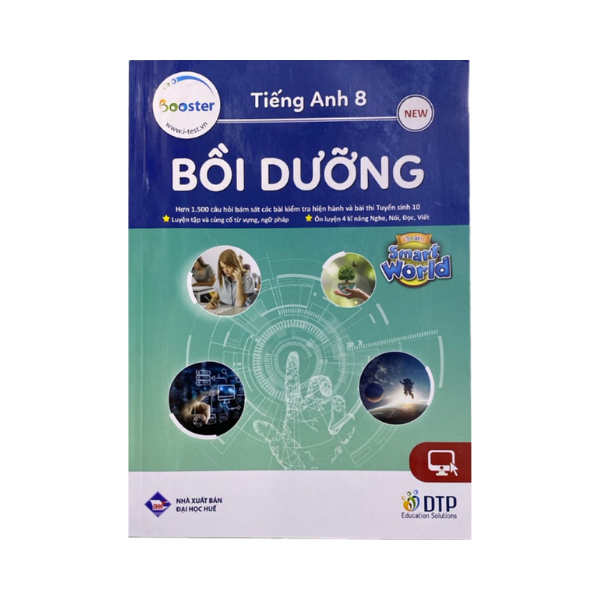 Booster
www.i-test.vn
Tiếng Anh 8
NEW
BỒI DƯỠNG
Hơn 1.500 câu hỏi bám sát các bài kiểm tra hiện hành và bài thi Tuyển sinh 10
Luyện tập và củng cố từ vựng, ngữ pháp
Ôn luyện 4 kĩ năng Nghe, Nói, Đọc, Viết
i-Learn
Smart
World
NHÀ XUẤT BẢN
ĐẠI HỌC HUẾ
DTP
Education Solutions